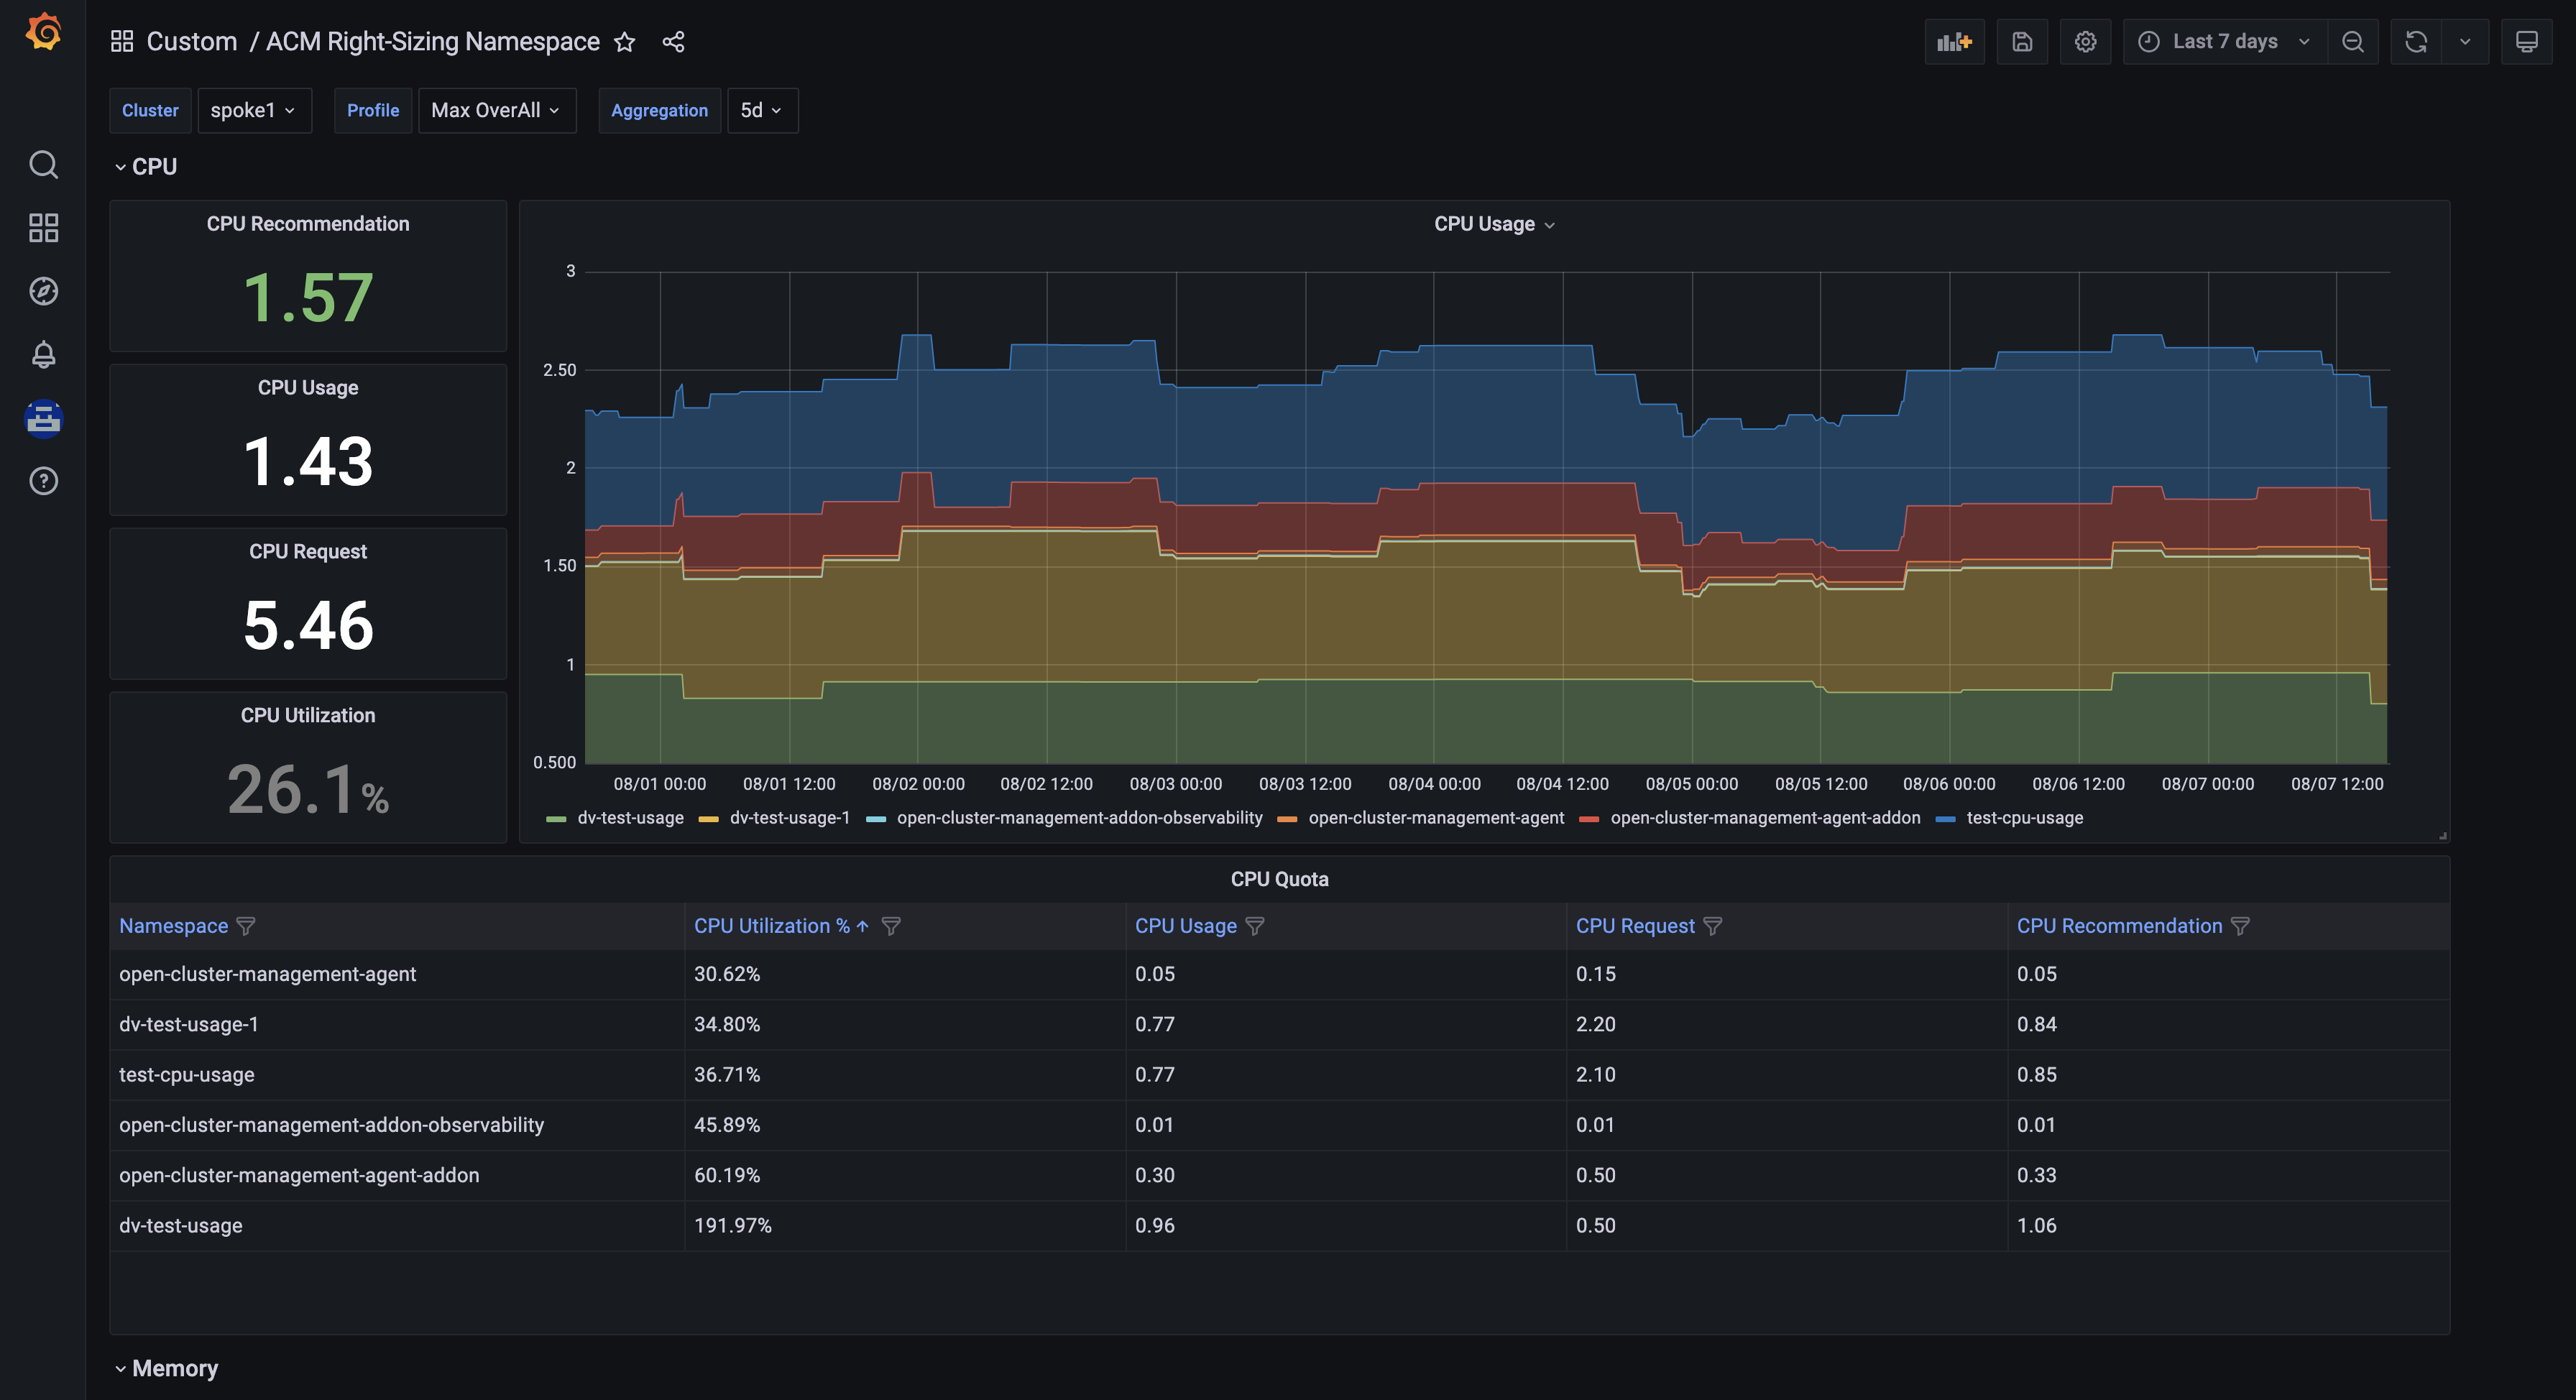 Custom / ACM Right-Sizing Namespace
Last 7 days
Cluster spoke1 Profile Max OverAll Aggregation 5d
CPU
CPU Recommendation
1.57
CPU Usage
1.43
CPU Request
5.46
CPU Utilization
26.1%
CPU Usage
3
2.50
2
1.50
1
0.500
08/01 00:00 08/01 12:00 08/02 00:00 08/02 12:00 08/03 00:00 08/03 12:00 08/04 00:00 08/04 12:00 08/05 00:00 08/05 12:00 08/06 00:00 08/06 12:00 08/07 00:00 08/07 12:00
dv-test-usage dv-test-usage-1 open-cluster-management-addon-observability open-cluster-management-agent open-cluster-management-agent-addon test-cpu-usage
CPU Quota
Namespace CPU Utilization % CPU Usage CPU Request CPU Recommendation
open-cluster-management-agent 30.62% 0.05 0.15 0.05
dv-test-usage-1 34.80% 0.77 2.20 0.84
test-cpu-usage 36.71% 0.77 2.10 0.85
open-cluster-management-addon-observability 45.89% 0.01 0.01 0.01
open-cluster-management-agent-addon 60.19% 0.30 0.50 0.33
dv-test-usage 191.97% 0.96 0.50 1.06
Memory